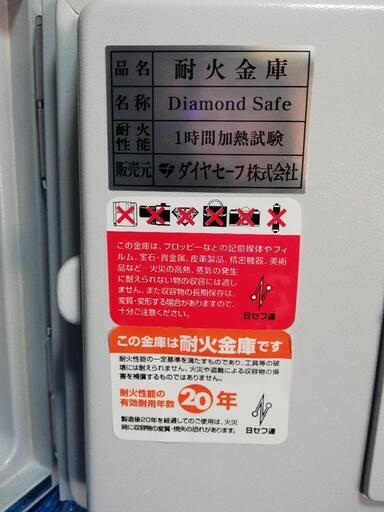 品名 耐火金庫
名称 Diamond Safe
耐火性能 1時間加熱試験
販売元 ダイヤセーフ株式会社
この金庫は、フロッピーなどの記憶媒体やフィ
ルム、宝石・貴金属、皮革製品、精密機器、美術
品など一火災の高熱、蒸気の発生
に耐えられない物の収容には適し
ません。また収容物の長期保存は、
変質・変形する場合がありますので、
十分ご注意ください。
日セフ連
この金庫は耐火金庫です
耐火性能の一定基準を満たすものであり、工具等の破
壊には耐えられません。火災や盗難による収容物の損
害を補償するものではありません。
耐火性能の
有効耐用年数 20年
製造後20年を経過してのご使用は、火災
時に収容物の変質・焼失の恐れがあります。
日セフ連